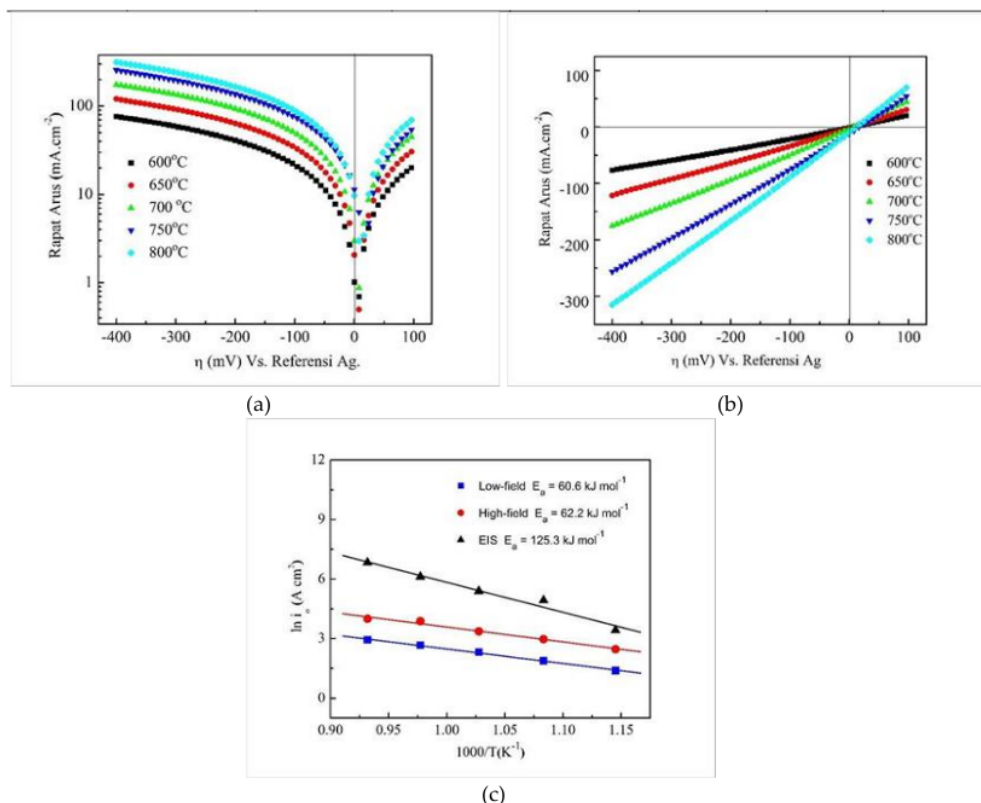 100
10
1
Rapat Arus (mA.cm⁻²)
600°C
650°C
700 °C
750°C
800°C
-400 -300 -200 -100 0 100
η (mV) Vs. Referensi Ag.
(a)
100
0
-100
-200
-300
Rapat Arus (mA.cm⁻²)
600°C
650°C
700°C
750°C
800°C
-400 -300 -200 -100 0 100
η (mV) Vs. Referensi Ag
(b)
12
9
6
3
0
ln i₀ (A cm²)
Low-field Eₐ = 60.6 kJ mol⁻¹
High-field Eₐ = 62.2 kJ mol⁻¹
EIS Eₐ = 125.3 kJ mol⁻¹
0.90 0.95 1.00 1.05 1.10 1.15
1000/T(K⁻¹)
(c)